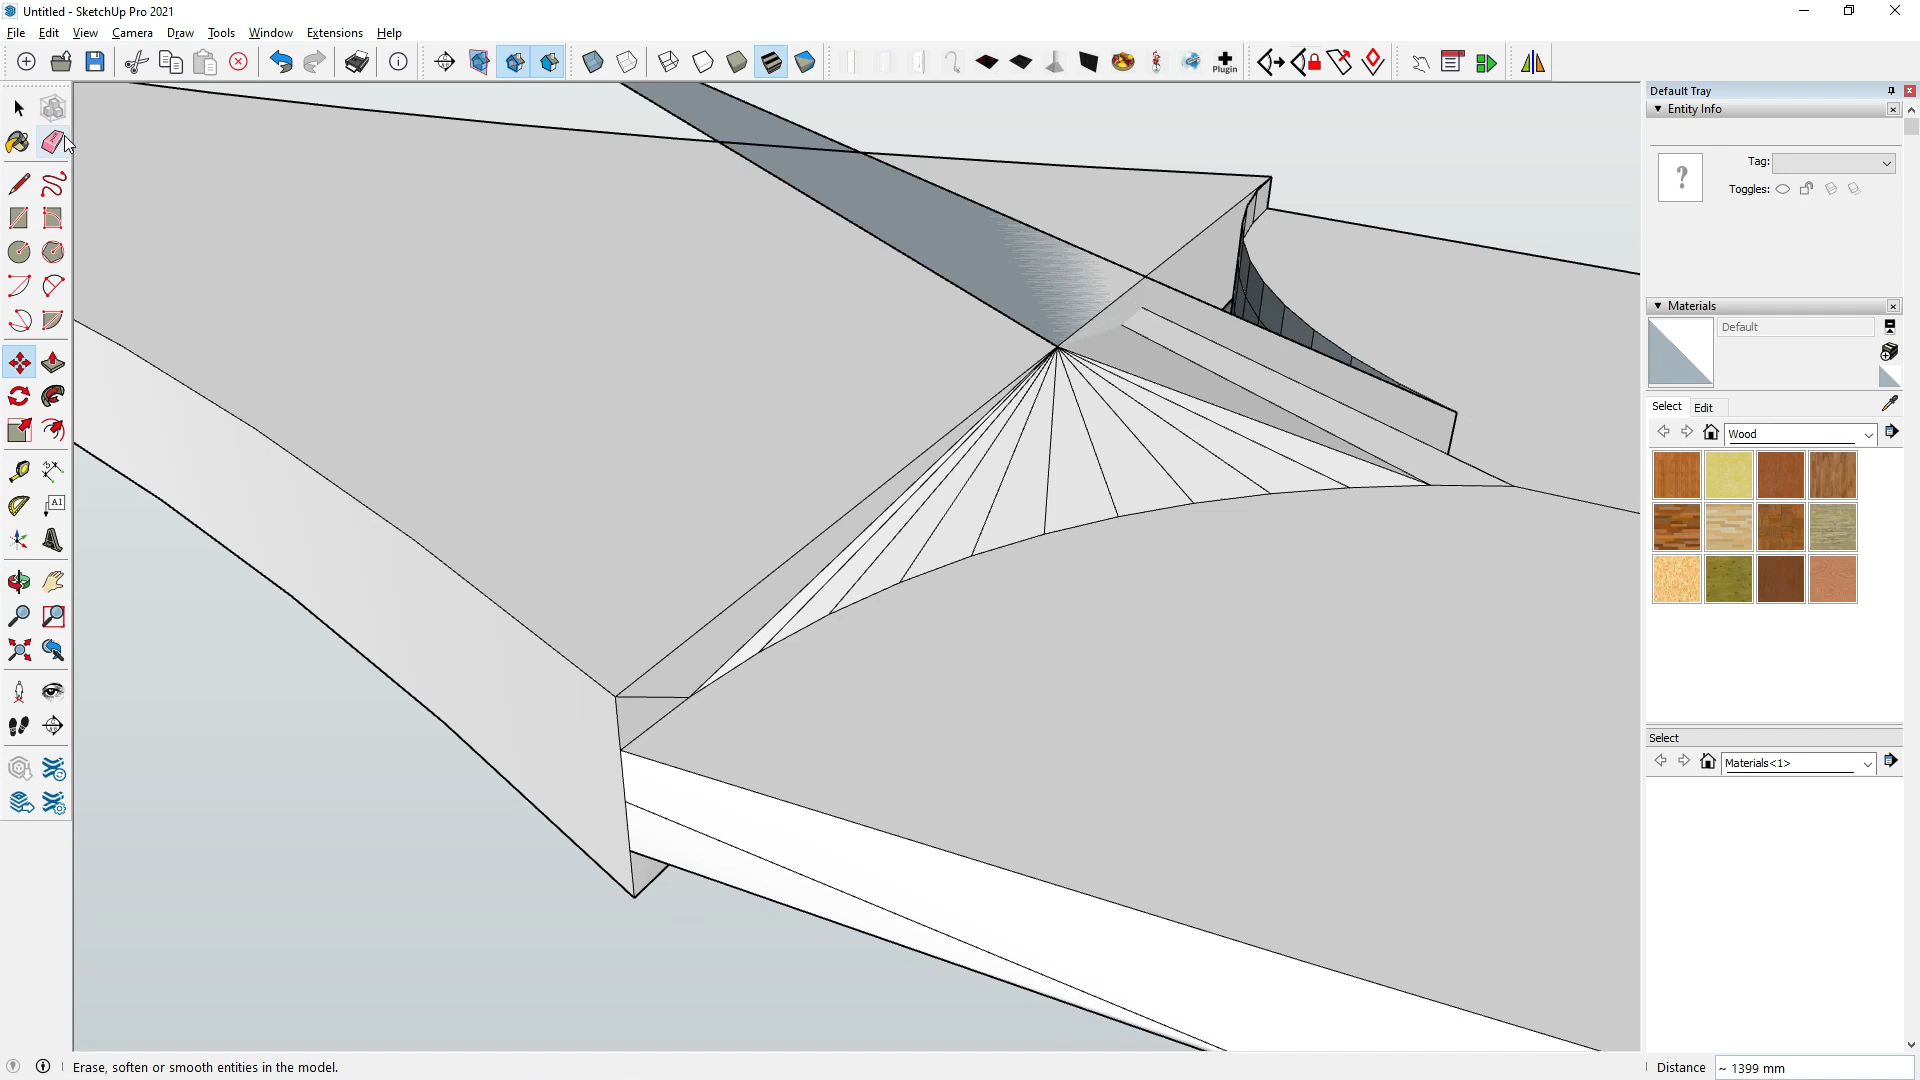 Untitled - SketchUp Pro 2021
File Edit View Camera Draw Tools Window Extensions Help
Plugin
Default Tray
Entity Info
?
Tag:
Toggles:
Materials
Default
Select Edit
Wood
A1
Select
Materials<1>
Erase, soften or smooth entities in the model.
Distance ~ 1399 mm